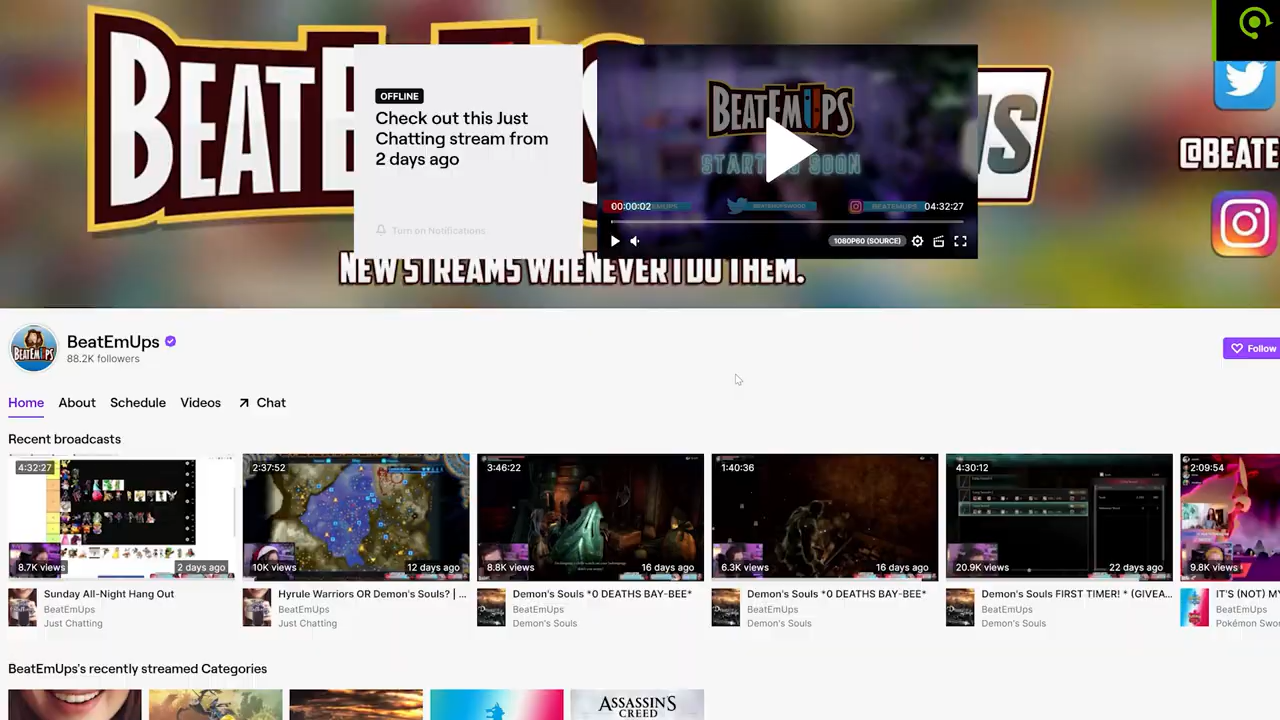 BEATEMUPS
OFFLINE
Check out this Just
Chatting stream from
2 days ago
Turn on Notifications
BEATEMUPS
STARTING SOON
00:00:02
BEATEMUPS
04:32:27
1080P60 (SOURCE)
@BEATE
NEW STREAMS WHENEVER I DO THEM.
BeatEmUps
88.2K followers
Follow
Home
About
Schedule
Videos
Chat
Recent broadcasts
4:32:27
8.7K views
2 days ago
Sunday All-Night Hang Out
BeatEmUps
Just Chatting
2:37:52
10K views
12 days ago
Hyrule Warriors OR Demon's Souls? | ...
BeatEmUps
Just Chatting
3:46:22
8.8K views
16 days ago
Demon's Souls *0 DEATHS BAY-BEE*
BeatEmUps
Demon's Souls
1:40:36
6.3K views
16 days ago
Demon's Souls *0 DEATHS BAY-BEE*
BeatEmUps
Demon's Souls
4:30:12
20.9K views
22 days ago
Demon's Souls FIRST TIMER! * (GIVEA...
BeatEmUps
Demon's Souls
2:09:54
9.8K views
IT'S (NOT) MY
BeatEmUps
Pokémon Swo
BeatEmUps's recently streamed Categories
ASSASSIN'S
CREED